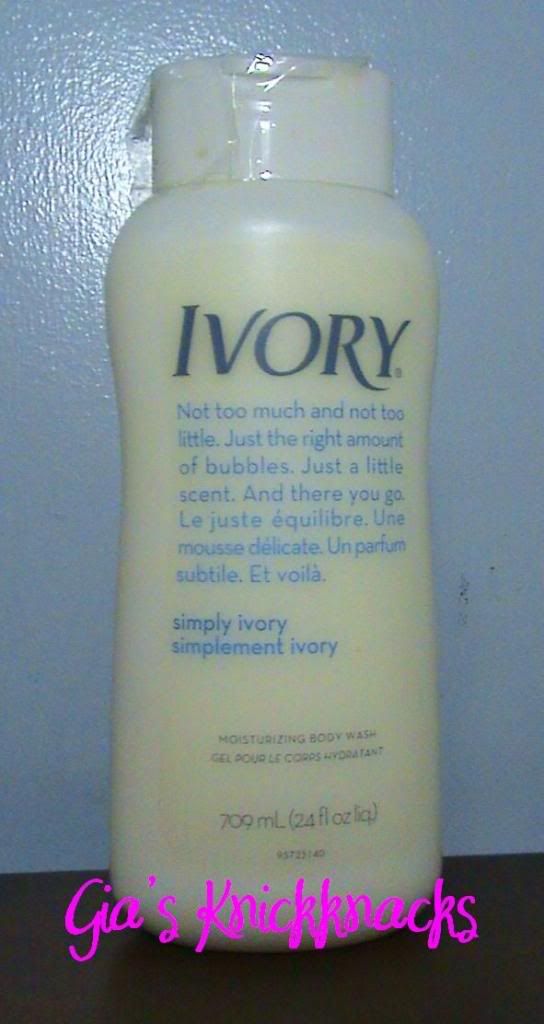 IVORY®
Not too much and not too
little. Just the right amount
of bubbles. Just a little
scent. And there you go.
Le juste équilibre. Une
mousse délicate. Un parfum
subtile. Et voilà.
simply ivory
simplement ivory
MOISTURIZING BODY WASH
GEL POUR LE CORPS HYDRATANT
709 mL (24 fl oz liq.)
95725140
Gia's Knickknacks